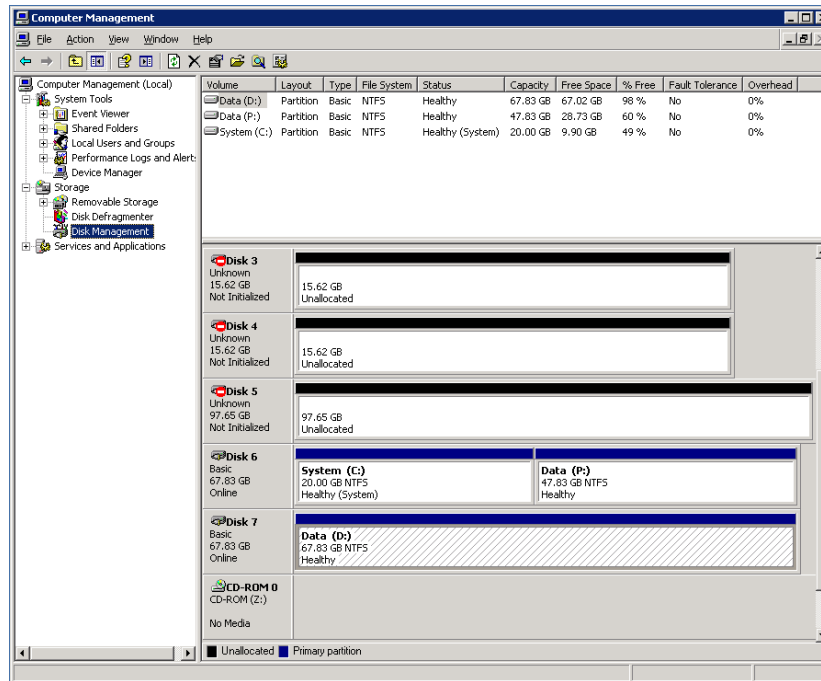 Computer Management
File Action View Window Help
Computer Management (Local)
System Tools
Event Viewer
Shared Folders
Local Users and Groups
Performance Logs and Alert
Device Manager
Storage
Removable Storage
Disk Defragmenter
Disk Management
Services and Applications
Volume Layout Type File System Status Capacity Free Space % Free Fault Tolerance Overhead
Data (D:) Partition Basic NTFS Healthy 67.83 GB 67.02 GB 98 % No 0%
Data (P:) Partition Basic NTFS Healthy 47.83 GB 28.73 GB 60 % No 0%
System (C:) Partition Basic NTFS Healthy (System) 20.00 GB 9.90 GB 49 % No 0%
Disk 3
Unknown
15.62 GB
Not Initialized
15.62 GB
Unallocated
Disk 4
Unknown
15.62 GB
Not Initialized
15.62 GB
Unallocated
Disk 5
Unknown
97.65 GB
Not Initialized
97.65 GB
Unallocated
Disk 6
Basic
67.83 GB
Online
System (C:)
20.00 GB NTFS
Healthy (System)
Data (P:)
47.83 GB NTFS
Healthy
Disk 7
Basic
67.83 GB
Online
Data (D:)
67.83 GB NTFS
Healthy
CD-ROM 0
CD-ROM (Z:)
No Media
Unallocated Primary partition